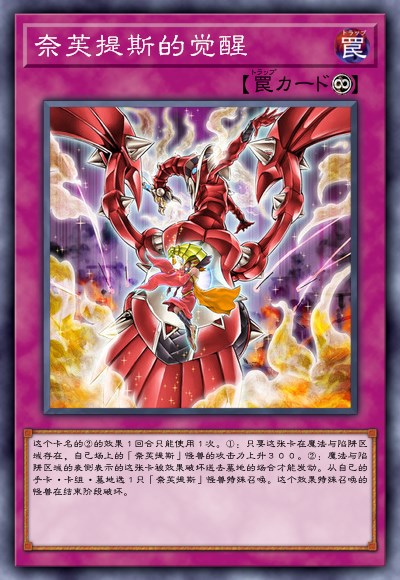 奈芙提斯的觉醒
トラップ
罠
トラップ
【罠カード】
这个卡名的②的效果1回合只能使用1次。①：只要这张卡在魔法与陷阱区
域存在，自己场上的「奈芙提斯」怪兽的攻击力上升３００。②：魔法与陷
阱区域的表侧表示的这张卡被效果破坏送去墓地的场合才能发动。从自己的
手卡・卡组・墓地选1只「奈芙提斯」怪兽特殊召唤。这个效果特殊召唤的
怪兽在结束阶段破坏。